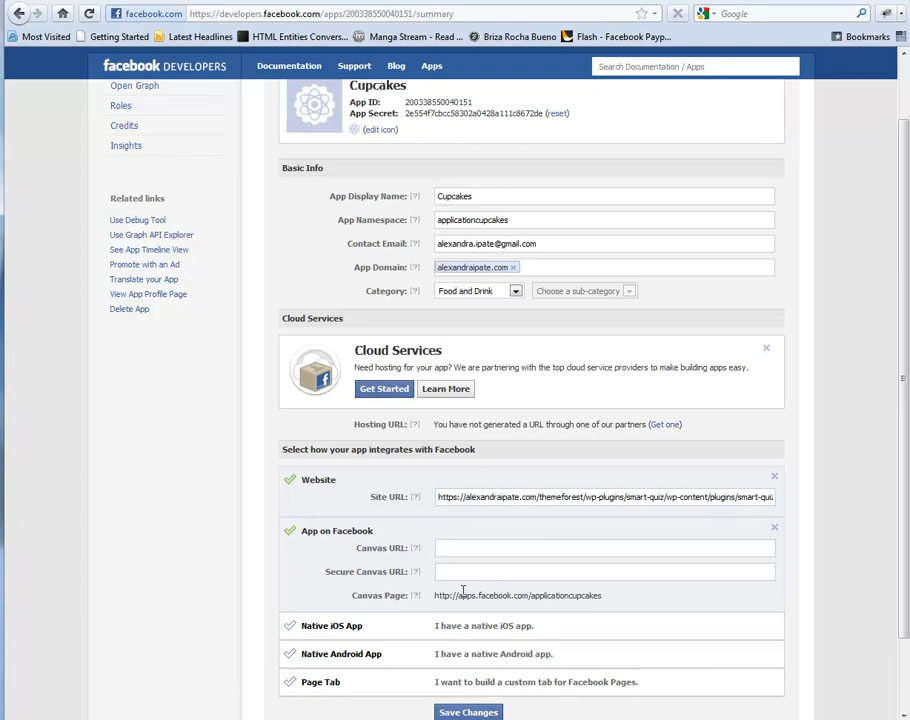 facebook.com
https://developers.facebook.com/apps/200338550040151/summary
Google
Most Visited Getting Started Latest Headlines HTML Entities Convers... Manga Stream - Read ... Briza Rocha Bueno Flash - Facebook Payp... Bookmarks
facebook DEVELOPERS Documentation Support Blog Apps Search Documentation / Apps
Open Graph
Roles
Credits
Insights
Related links
Use Debug Tool
Use Graph API Explorer
See App Timeline View
Promote with an Ad
Translate your App
View App Profile Page
Delete App
Cupcakes
App ID: 200338550040151
App Secret: 2e554f7cbcc58302a0428a111c8672de (reset)
(edit icon)
Basic Info
App Display Name: [?] Cupcakes
App Namespace: [?] applicationcupcakes
Contact Email: [?] alexandra.ipate@gmail.com
App Domain: [?] alexandraipate.com ×
Category: [?] Food and Drink Choose a sub-category
Cloud Services
Cloud Services
Need hosting for your app? We are partnering with the top cloud service providers to make building apps easy.
Get Started Learn More
Hosting URL: [?] You have not generated a URL through one of our partners (Get one)
Select how your app integrates with Facebook
Website
Site URL: [?] https://alexandraipate.com/themeforest/wp-plugins/smart-quiz/wp-content/plugins/smart-quiz
App on Facebook
Canvas URL: [?]
Secure Canvas URL: [?]
Canvas Page: [?] http://apps.facebook.com/applicationcupcakes
Native iOS App I have a native iOS app.
Native Android App I have a native Android app.
Page Tab I want to build a custom tab for Facebook Pages.
Save Changes